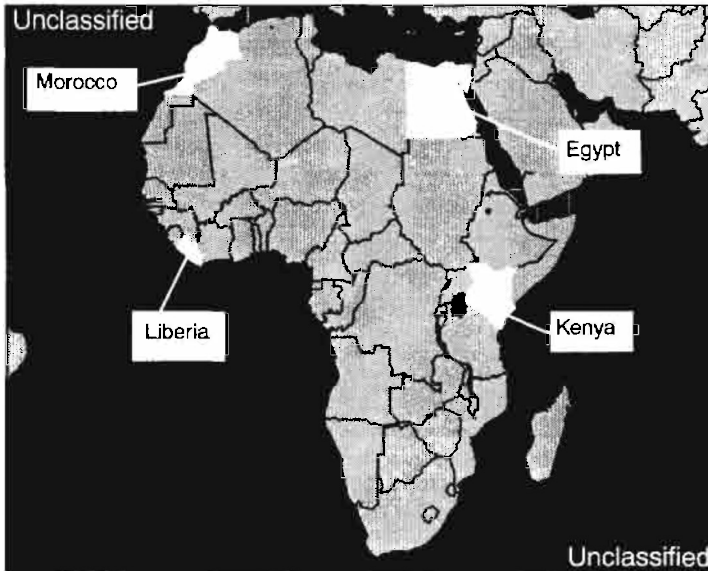 Unclassified
Morocco
Egypt
Liberia
Kenya
Unclassified